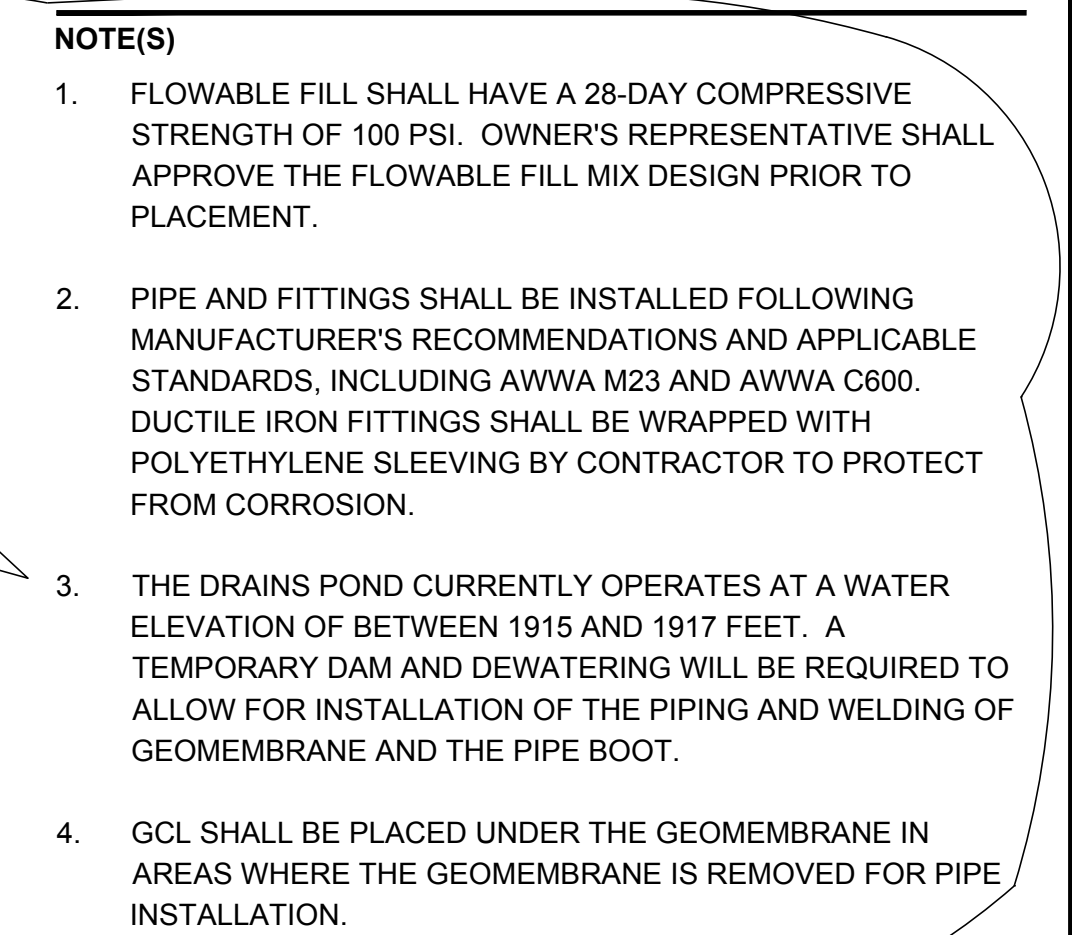 NOTE(S)
1. FLOWABLE FILL SHALL HAVE A 28-DAY COMPRESSIVE
STRENGTH OF 100 PSI. OWNER'S REPRESENTATIVE SHALL
APPROVE THE FLOWABLE FILL MIX DESIGN PRIOR TO
PLACEMENT.
2. PIPE AND FITTINGS SHALL BE INSTALLED FOLLOWING
MANUFACTURER'S RECOMMENDATIONS AND APPLICABLE
STANDARDS, INCLUDING AWWA M23 AND AWWA C600.
DUCTILE IRON FITTINGS SHALL BE WRAPPED WITH
POLYETHYLENE SLEEVING BY CONTRACTOR TO PROTECT
FROM CORROSION.
3. THE DRAINS POND CURRENTLY OPERATES AT A WATER
ELEVATION OF BETWEEN 1915 AND 1917 FEET. A
TEMPORARY DAM AND DEWATERING WILL BE REQUIRED TO
ALLOW FOR INSTALLATION OF THE PIPING AND WELDING OF
GEOMEMBRANE AND THE PIPE BOOT.
4. GCL SHALL BE PLACED UNDER THE GEOMEMBRANE IN
AREAS WHERE THE GEOMEMBRANE IS REMOVED FOR PIPE
INSTALLATION.